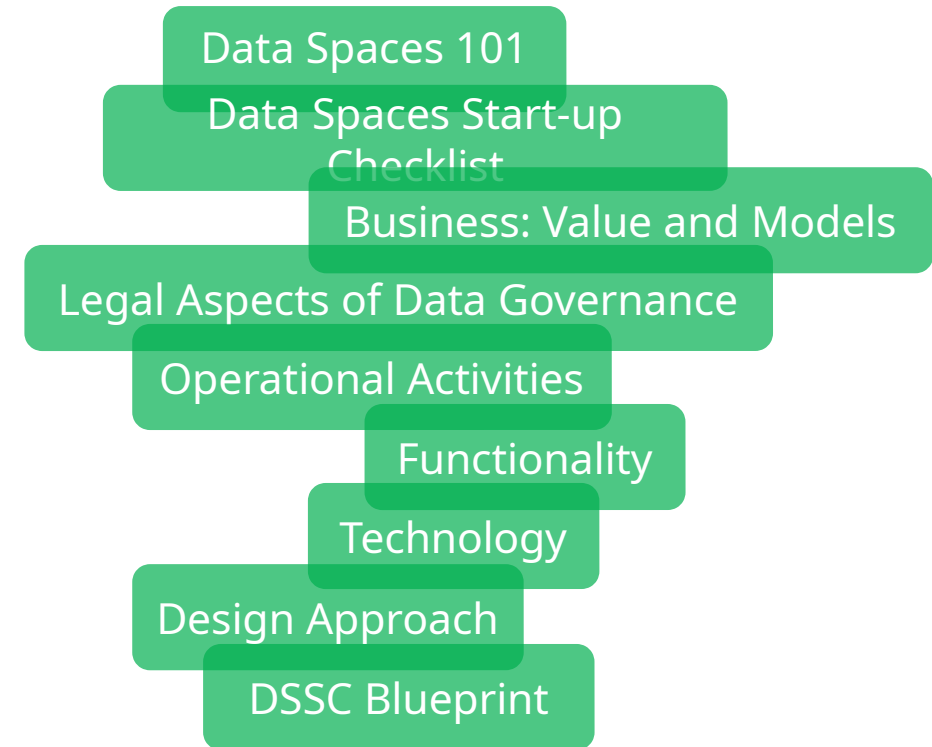 Data Spaces 101
Data Spaces Start-up
Checklist
Business: Value and Models
Legal Aspects of Data Governance
Operational Activities
Functionality
Technology
Design Approach
DSSC Blueprint